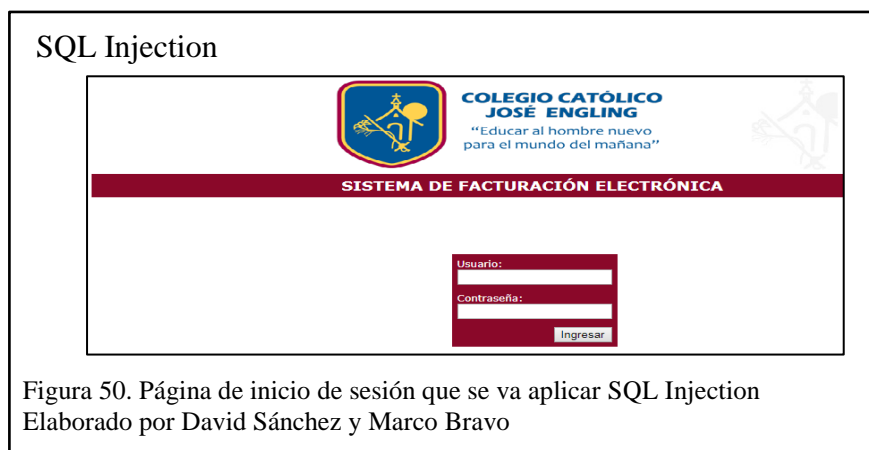 SQL Injection
COLEGIO CATÓLICO
JOSÉ ENGLING
“Educar al hombre nuevo
para el mundo del mañana”
SISTEMA DE FACTURACIÓN ELECTRÓNICA
Usuario:
Contraseña:
Ingresar
Figura 50. Página de inicio de sesión que se va aplicar SQL Injection
Elaborado por David Sánchez y Marco Bravo